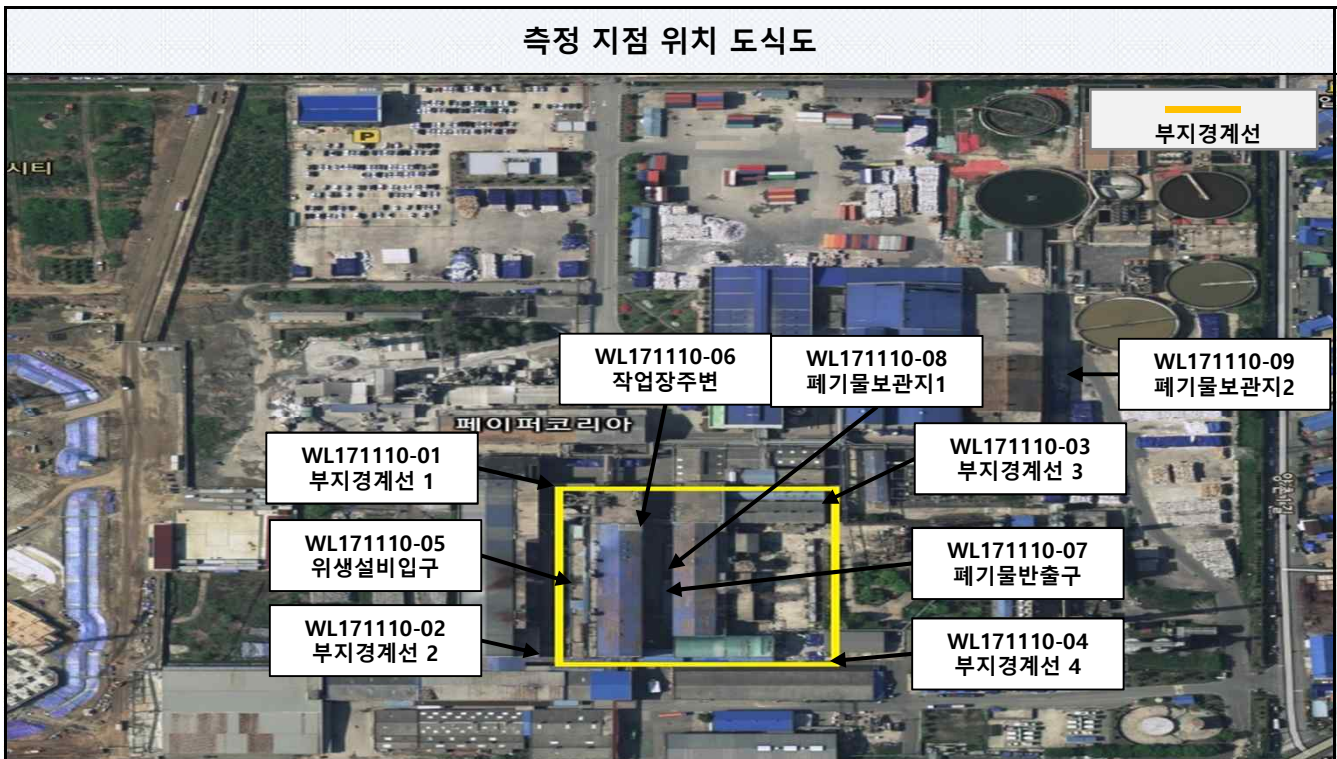 측정 지점 위치 도식도
부지경계선
P
시티
WL171110-06
작업장주변
WL171110-08
폐기물보관지1
WL171110-09
폐기물보관지2
페이퍼코리아
WL171110-01
부지경계선 1
WL171110-03
부지경계선 3
WL171110-05
위생설비입구
WL171110-07
폐기물반출구
WL171110-02
부지경계선 2
WL171110-04
부지경계선 4